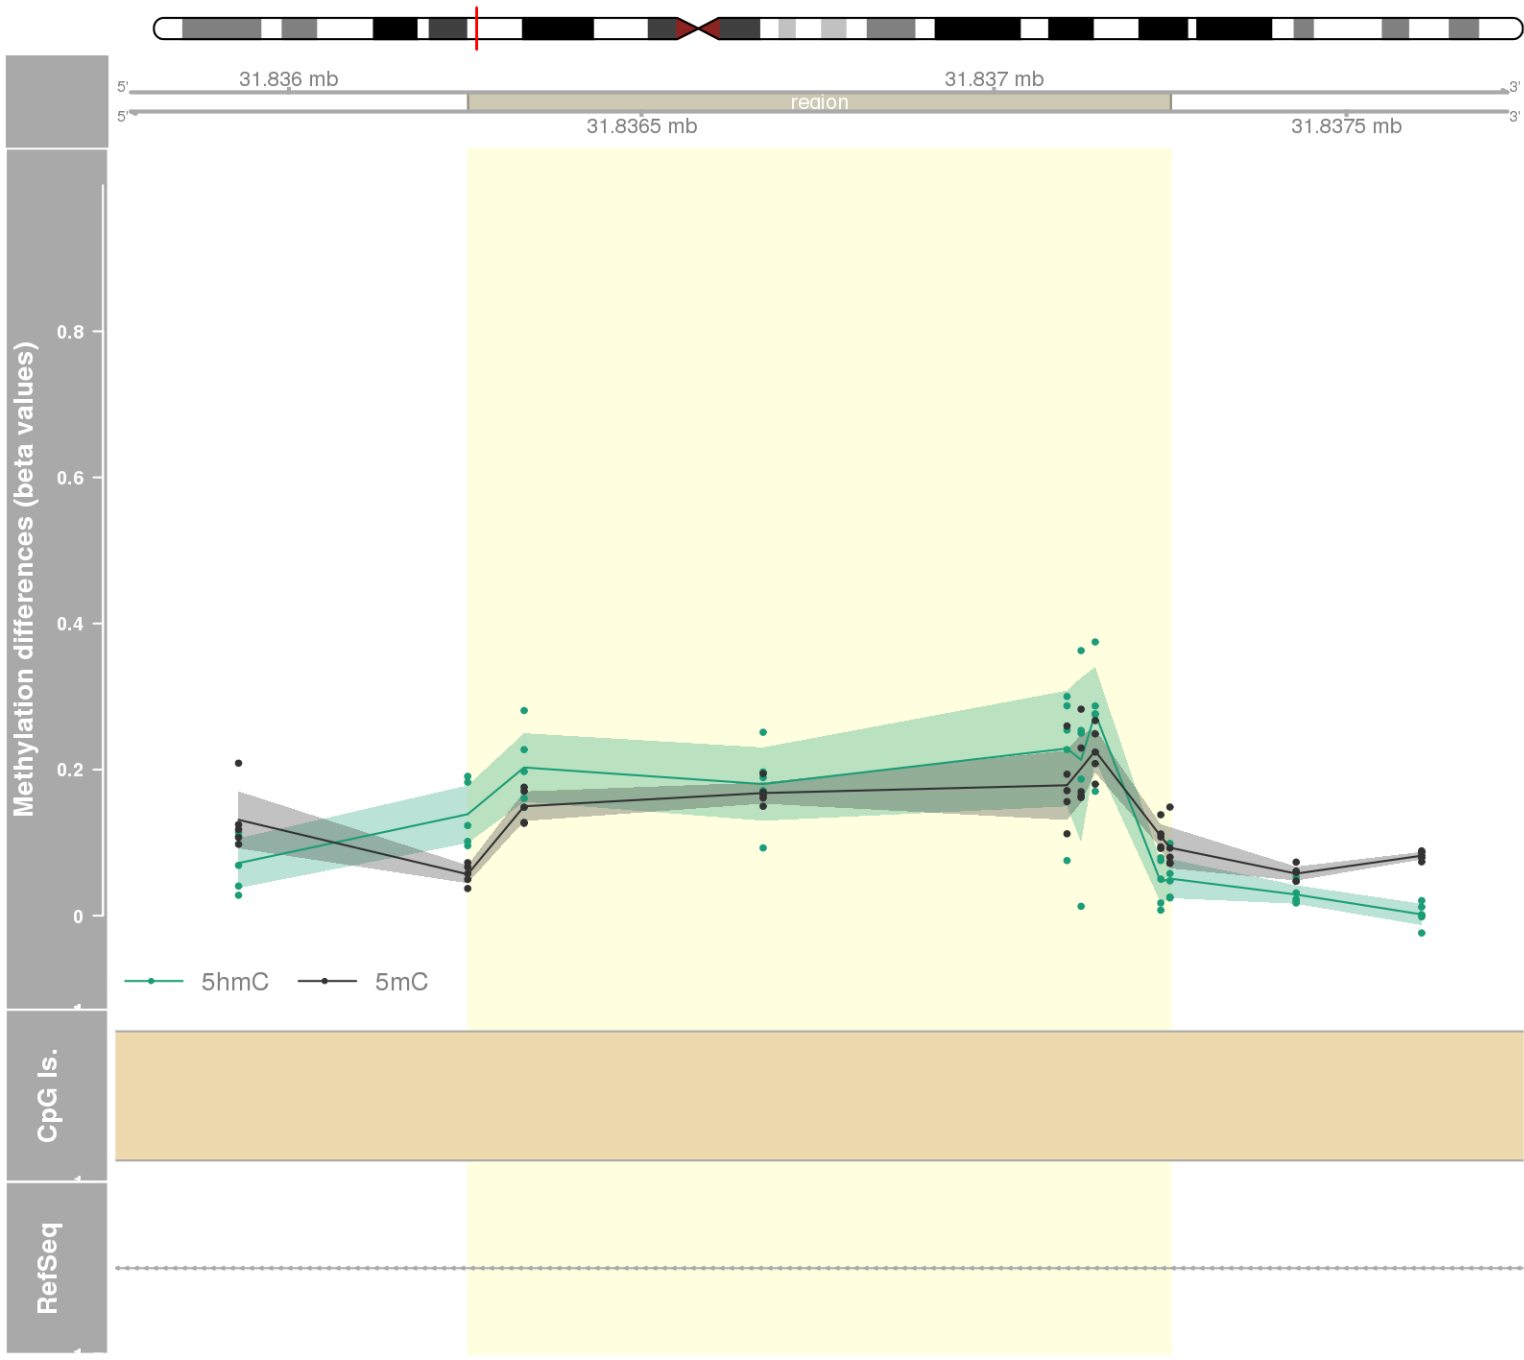 31.836 mb
31.837 mb
5'
3'
region
5'
3'
31.8365 mb
31.8375 mb
Methylation differences (beta values)
0.8
0.6
0.4
0.2
0
5hmC
5mC
CpG Is.
RefSeq